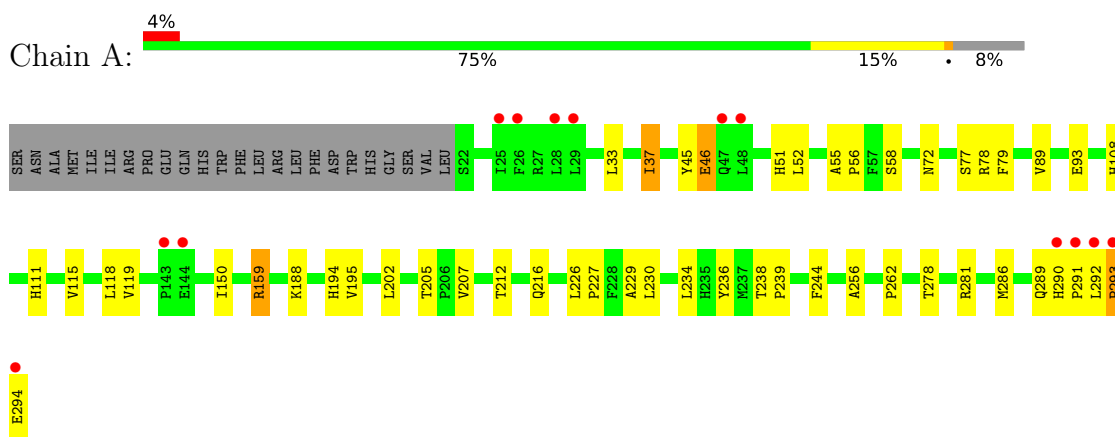 4%
Chain A:
75% 15% • 8%
SER ASN ALA MET ILE ILE ARG PRO GLU GLN HIS TRP PHE LEU ARG LEU PHE ASP TRP HIS GLY SER VAL LEU S22 I25 F26 R27 L28 L29 L33 I37 Y45 E46 Q47 L48 H51 L52 A55 P56 F57 S58 N72 S77 R78 F79 V89 E93 H108
H111 V115 L118 V119 P143 E144 I150 R159 K188 H194 V195 L202 T205 P206 V207 T212 Q216 L226 P227 F228 A229 L230 L234 H235 Y236 M237 T238 P239 F244 A256 P262 T278 R281 M286 Q289 H290 P291 L292
E294